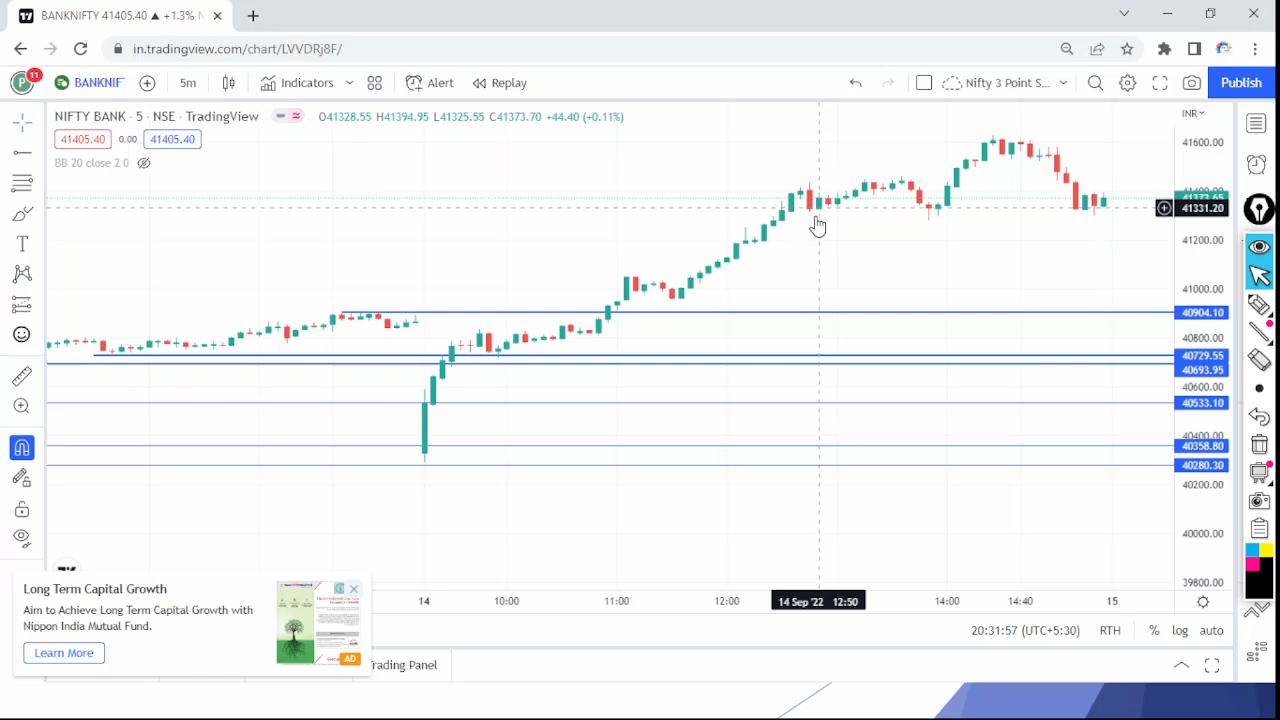 BANKNIFTY 41405.40 ▲ +1.3%
in.tradingview.com/chart/LVVDRj8F/
P 11 BANKNIF 5m Indicators Alert Replay Nifty 3 Point S... Publish
NIFTY BANK · 5 · NSE · TradingView O41328.55 H41394.95 L41325.55 C41373.70 +44.40 (+0.11%)
INR
41405.40 0.00 41405.40
BB 20 close 2 0
41600.00
41331.20
41200.00
41000.00
40904.10
40800.00
40729.55
40693.95
40600.00
40533.10
40358.80
40280.30
40200.00
40000.00
39800.00
14 10:00 11:00 12:00 14 Sep '22 12:50 14:00 14:40 15
20:31:57 (UTC+5:30) RTH % log auto
Long Term Capital Growth
Aim to Achieve Long Term Capital Growth with
Nippon India Mutual Fund.
Learn More
AD
Trading Panel